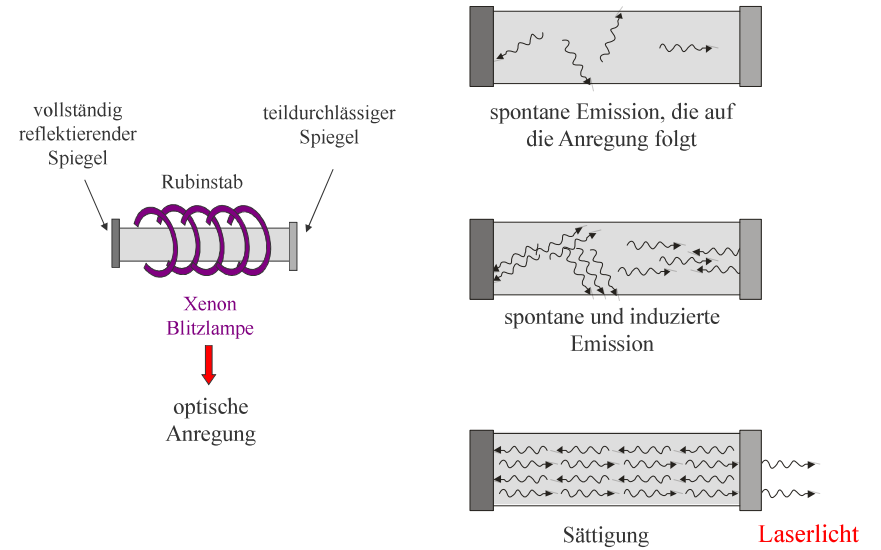 vollständig
reflektierender
Spiegel
teildurchlässiger
Spiegel
Rubinstab
Xenon
Blitzlampe
optische
Anregung
spontane Emission, die auf
die Anregung folgt
spontane und induzierte
Emission
Sättigung
Laserlicht